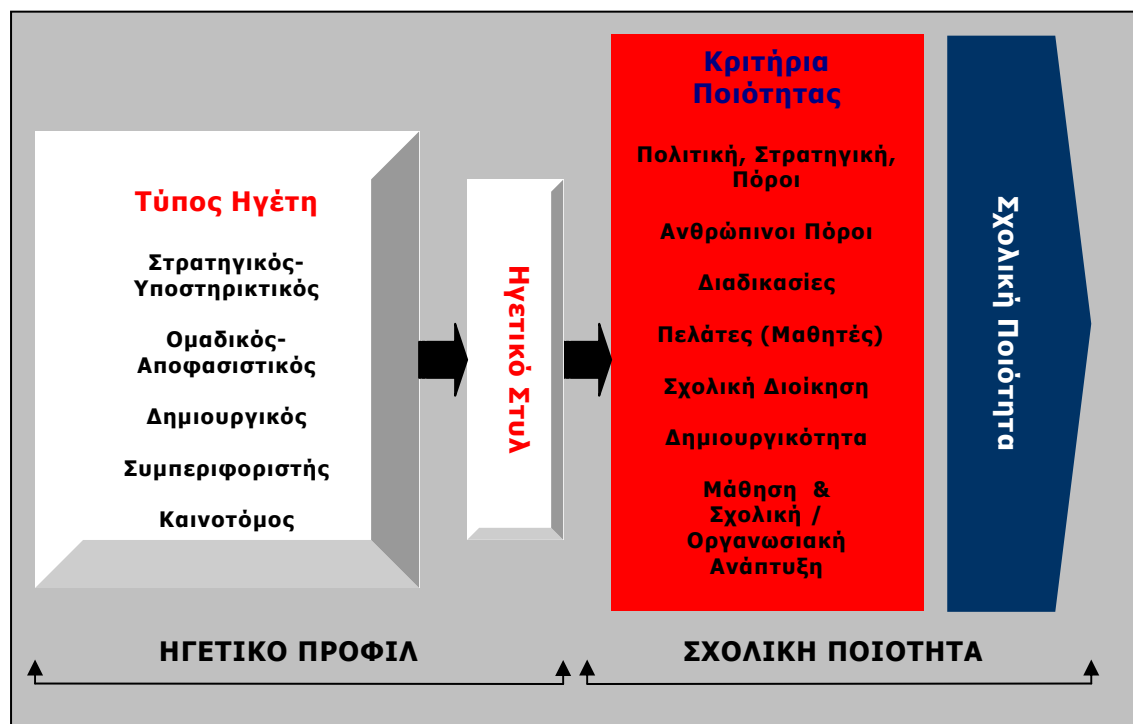 Τύπος Ηγέτη
Στρατηγικός-
Υποστηρικτικός
Ομαδικός-
Αποφασιστικός
Δημιουργικός
Συμπεριφοριστής
Καινοτόμος
Ηγετικό Στυλ
Κριτήρια
Ποιότητας
Πολιτική, Στρατηγική,
Πόροι
Ανθρώπινοι Πόροι
Διαδικασίες
Πελάτες (Μαθητές)
Σχολική Διοίκηση
Δημιουργικότητα
Μάθηση &
Σχολική /
Οργανωσιακή
Ανάπτυξη
Σχολική Ποιότητα
ΗΓΕΤΙΚΟ ΠΡΟΦΙΛ
ΣΧΟΛΙΚΗ ΠΟΙΟΤΗΤΑ